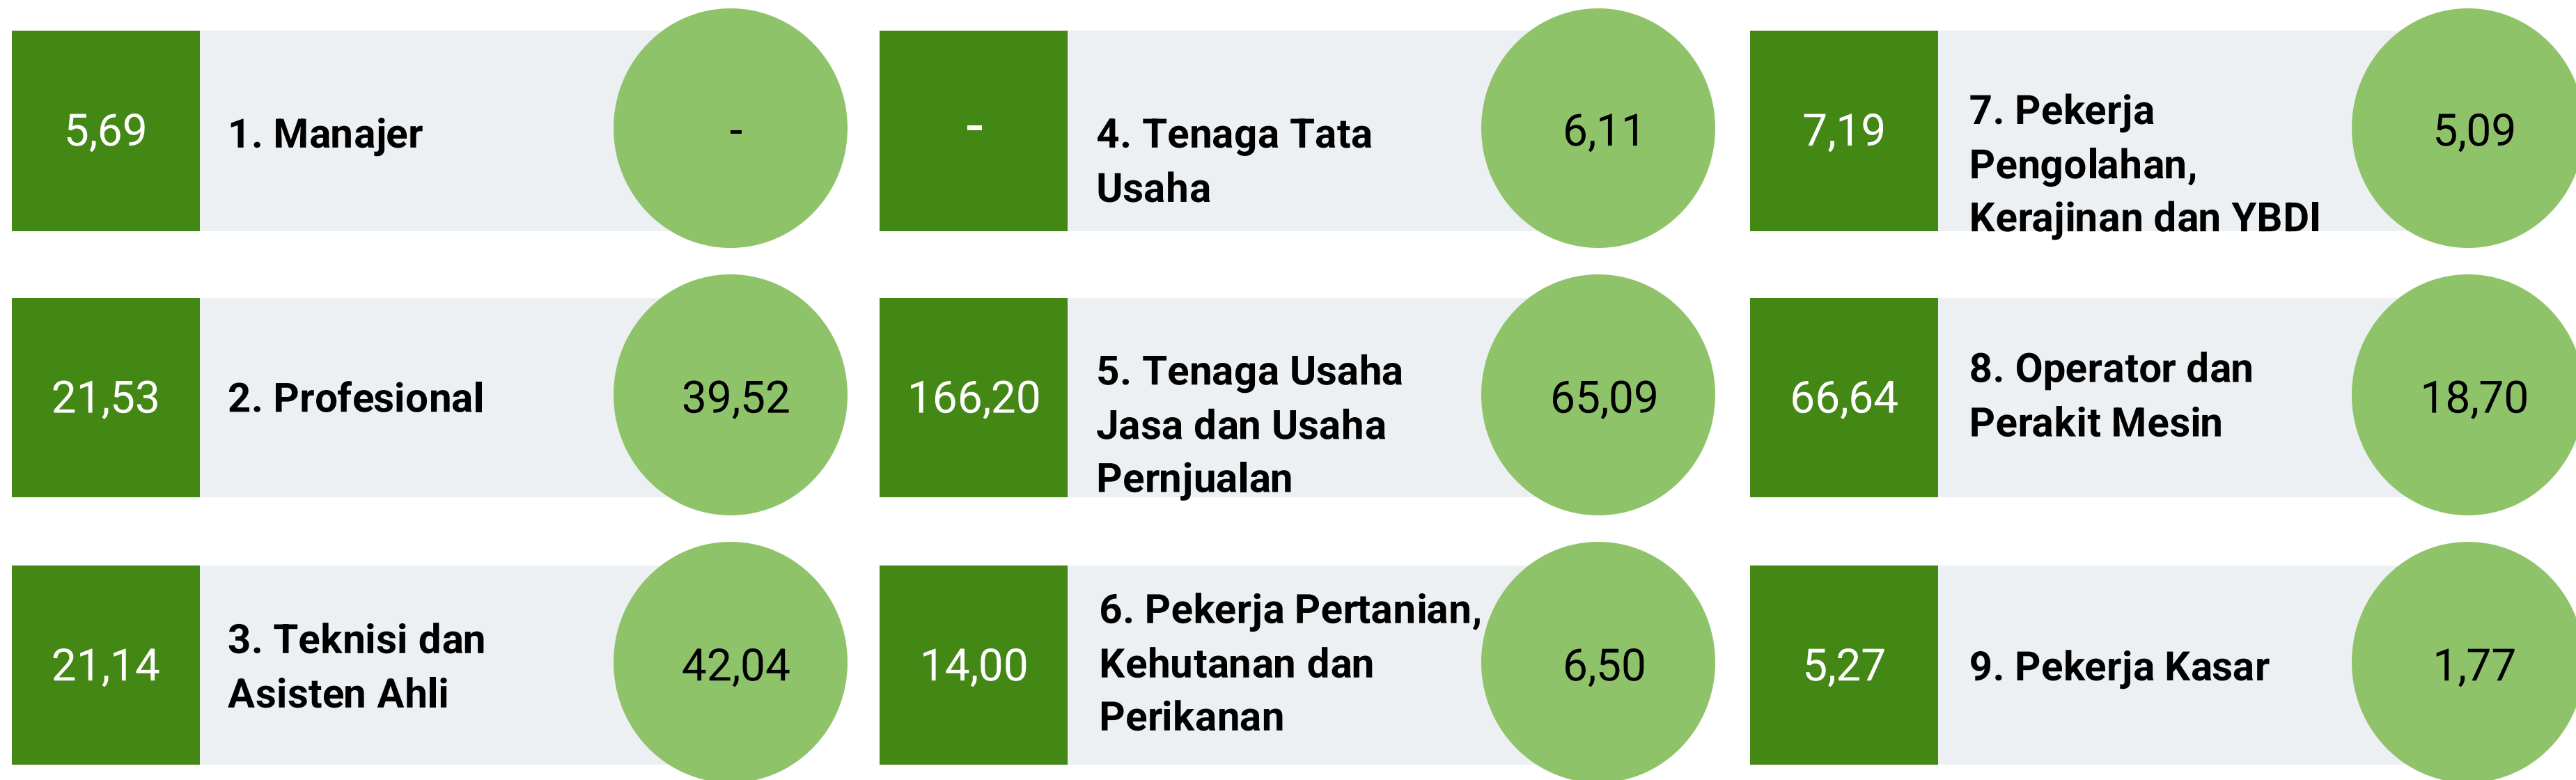 5,69
1. Manajer
-
21,53
2. Profesional
39,52
21,14
3. Teknisi dan
Asisten Ahli
42,04
-
4. Tenaga Tata
Usaha
6,11
166,20
5. Tenaga Usaha
Jasa dan Usaha
Pernjualan
65,09
14,00
6. Pekerja Pertanian,
Kehutanan dan
Perikanan
6,50
7,19
7. Pekerja
Pengolahan,
Kerajinan dan YBDI
5,09
66,64
8. Operator dan
Perakit Mesin
18,70
5,27
9. Pekerja Kasar
1,77